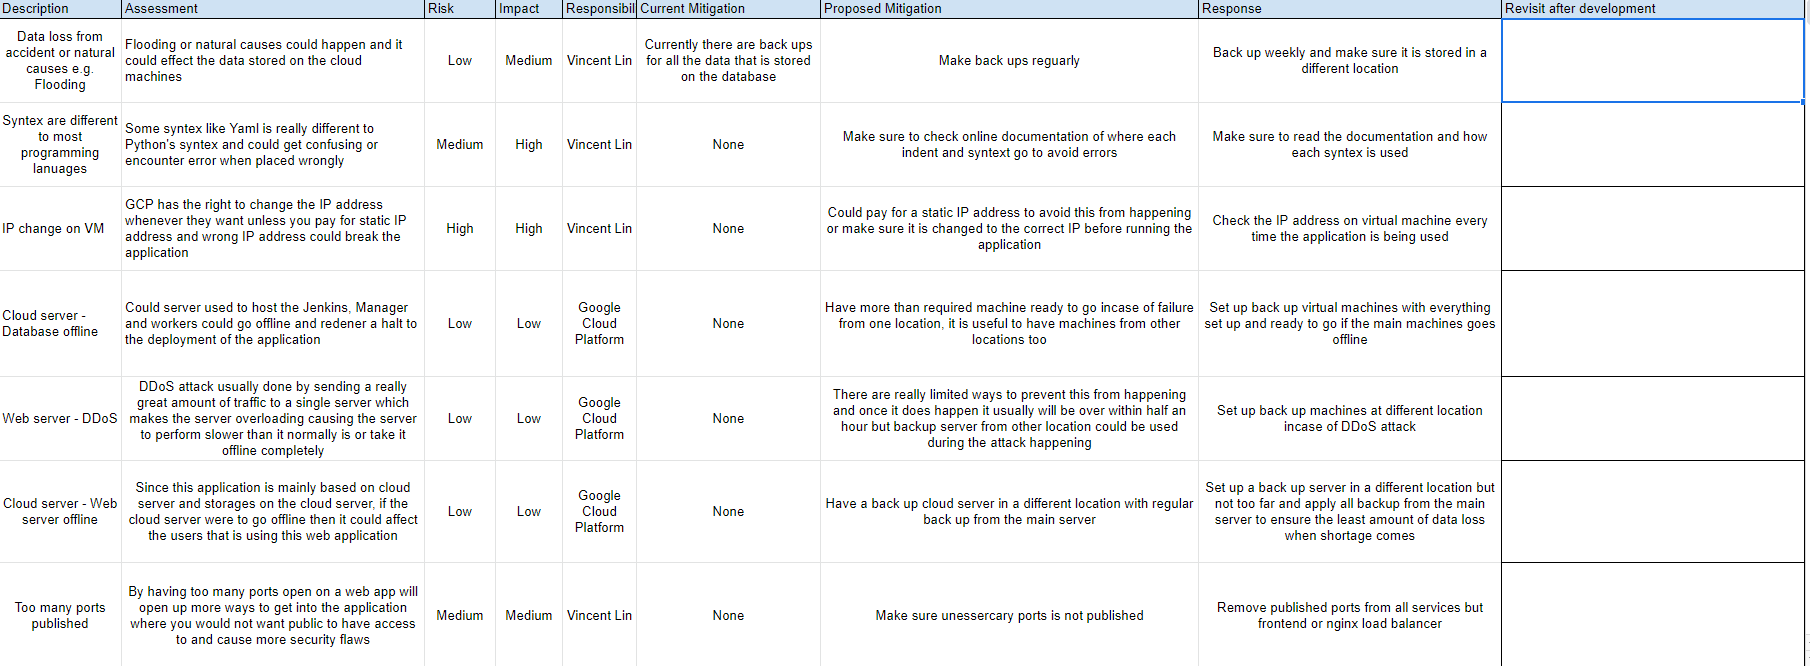 Description
Assessment
Risk
Impact
Responsibil
Current Mitigation
Proposed Mitigation
Response
Revisit after development
Data loss from
accident or natural
causes e.g.
Flooding
Flooding or natural causes could happen and it
could effect the data stored on the cloud
machines
Low
Medium
Vincent Lin
Currently there are back ups
for all the data that is stored
on the database
Make back ups reguarly
Back up weekly and make sure it is stored in a
different location
Syntex are different
to most
programming
lanuages
Some syntex like Yaml is really different to
Python's syntex and could get confusing or
encounter error when placed wrongly
Medium
High
Vincent Lin
None
Make sure to check online documentation of where each
indent and syntext go to avoid errors
Make sure to read the documentation and how
each syntex is used
IP change on VM
GCP has the right to change the IP address
whenever they want unless you pay for static IP
address and wrong IP address could break the
application
High
High
Vincent Lin
None
Could pay for a static IP address to avoid this from happening
or make sure it is changed to the correct IP before running the
application
Check the IP address on virtual machine every
time the application is being used
Cloud server -
Database offline
Could server used to host the Jenkins, Manager
and workers could go offline and redener a halt to
the deployment of the application
Low
Low
Google
Cloud
Platform
None
Have more than required machine ready to go incase of failure
from one location, it is useful to have machines from other
locations too
Set up back up virtual machines with everything
set up and ready to go if the main machines goes
offline
Web server - DDoS
DDoS attack usually done by sending a really
great amount of traffic to a single server which
makes the server overloading causing the server
to perform slower than it normally is or take it
offline completely
Low
Low
Google
Cloud
Platform
None
There are really limited ways to prevent this from happening
and once it does happen it usually will be over within half an
hour but backup server from other location could be used
during the attack happening
Set up back up machines at different location
incase of DDoS attack
Cloud server - Web
server offline
Since this application is mainly based on cloud
server and storages on the cloud server, if the
cloud server were to go offline then it could affect
the users that is using this web application
Low
Low
Google
Cloud
Platform
None
Have a back up cloud server in a different location with regular
back up from the main server
Set up a back up server in a different location but
not too far and apply all backup from the main
server to ensure the least amount of data loss
when shortage comes
Too many ports
published
By having too many ports open on a web app will
open up more ways to get into the application
where you would not want public to have access
to and cause more security flaws
Medium
Medium
Vincent Lin
None
Make sure unessercary ports is not published
Remove published ports from all services but
frontend or nginx load balancer